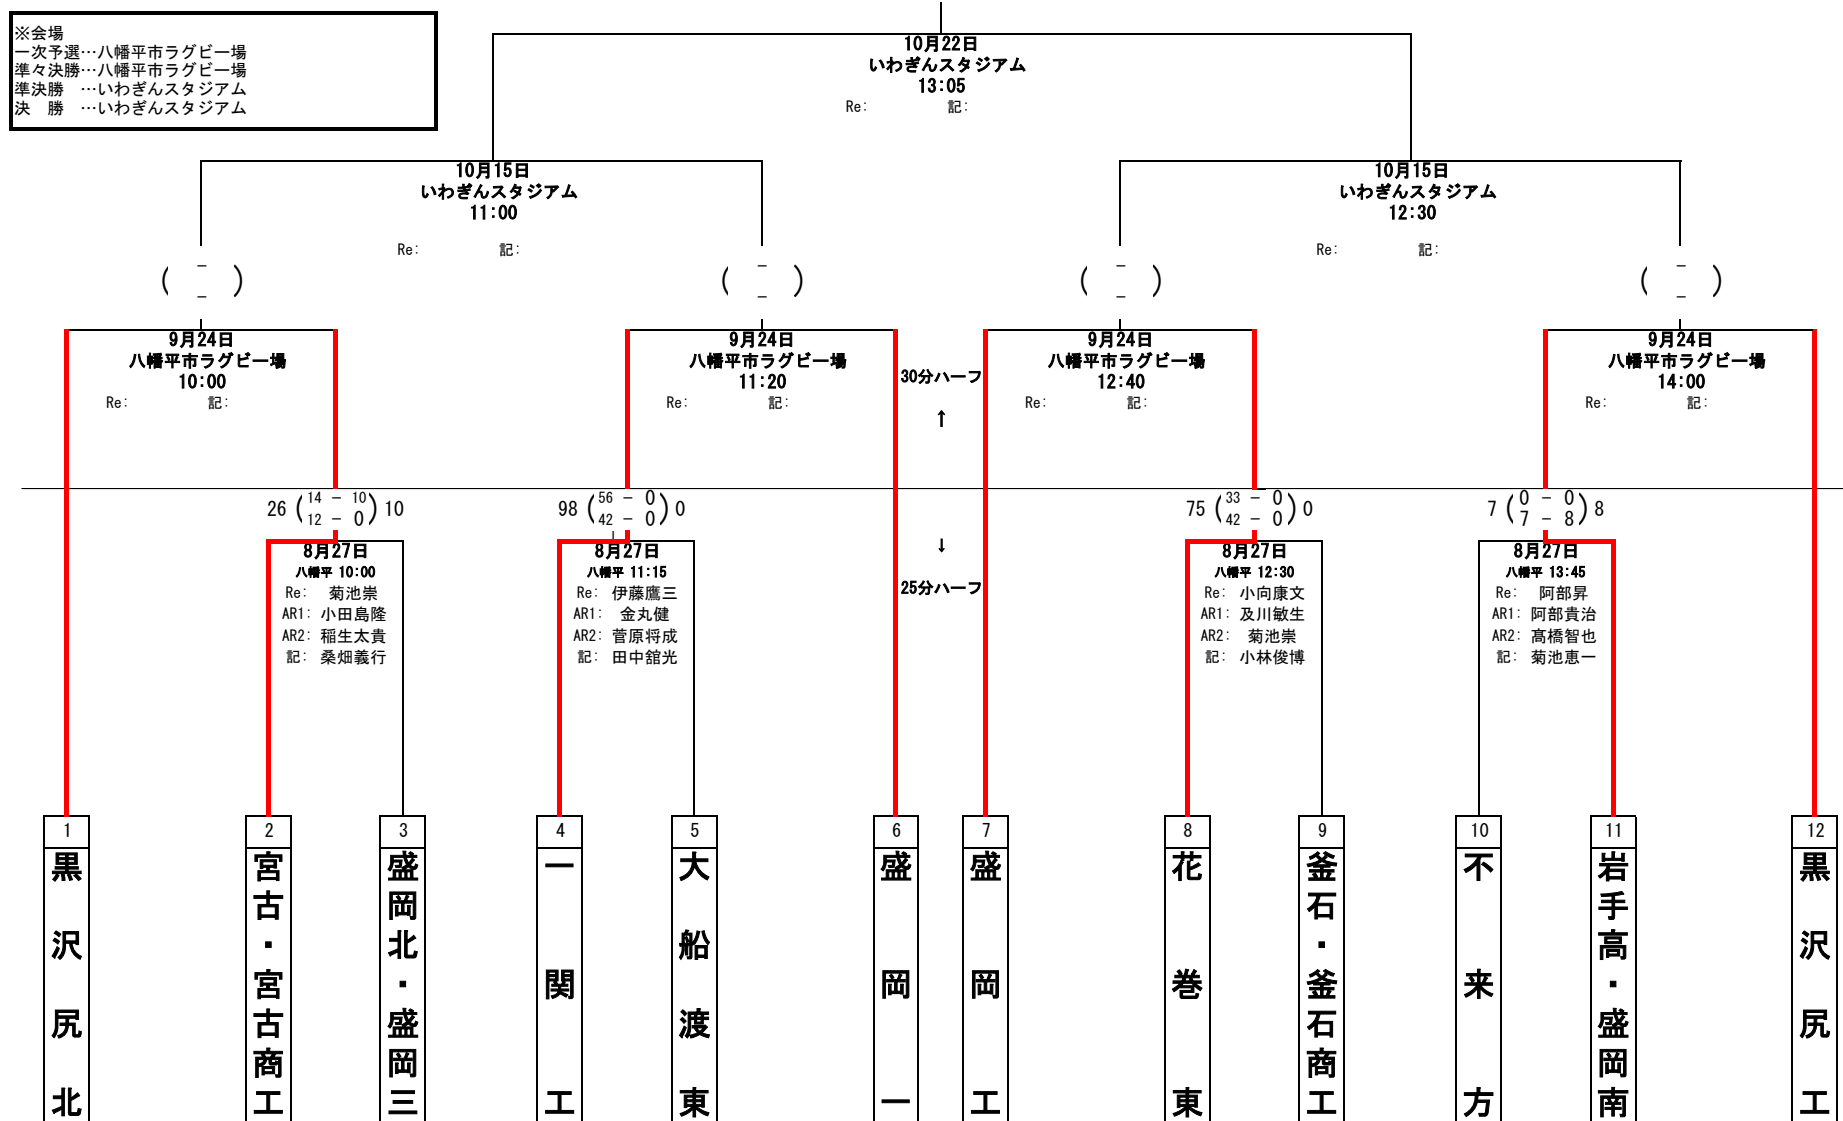 ※会場
一次予選…八幡平市ラグビー場
準々決勝…八幡平市ラグビー場
準決勝　…いわぎんスタジアム
決　勝　…いわぎんスタジアム
10月22日
いわぎんスタジアム
13:05
Re: 記:
10月15日
いわぎんスタジアム
11:00
Re: 記:
10月15日
いわぎんスタジアム
12:30
Re: 記:
( － － )
( － － )
( － － )
( － － )
9月24日
八幡平市ラグビー場
10:00
Re: 記:
9月24日
八幡平市ラグビー場
11:20
Re: 記:
30分ハーフ
↑
9月24日
八幡平市ラグビー場
12:40
Re: 記:
9月24日
八幡平市ラグビー場
14:00
Re: 記:
26 ( 14 － 10 12 － 0 ) 10
98 ( 56 － 0 42 － 0 ) 0
75 ( 33 － 0 42 － 0 ) 0
7 ( 0 － 0 7 － 8 ) 8
8月27日
八幡平 10:00
Re: 菊池崇
AR1: 小田島隆
AR2: 稲生太貴
記: 桑畑義行
8月27日
八幡平 11:15
Re: 伊藤鷹三
AR1: 金丸健
AR2: 菅原将成
記: 田中舘光
↓
25分ハーフ
8月27日
八幡平 12:30
Re: 小向康文
AR1: 及川敏生
AR2: 菊池崇
記: 小林俊博
8月27日
八幡平 13:45
Re: 阿部昇
AR1: 阿部貴治
AR2: 髙橋智也
記: 菊池恵一
1
黒沢尻北
2
宮古・宮古商工
3
盛岡北・盛岡三
4
一関工
5
大船渡東
6
盛岡一
7
盛岡工
8
花巻東
9
釜石・釜石商工
10
不来方
11
岩手高・盛岡南
12
黒沢尻工